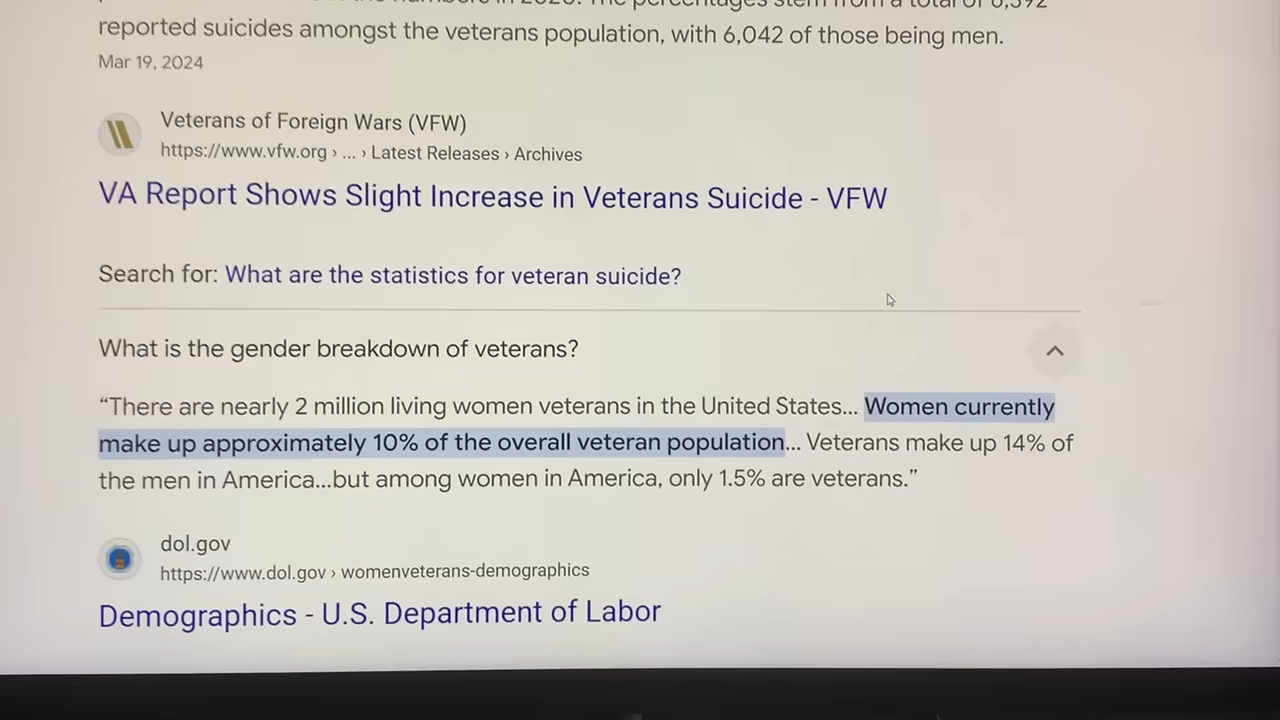 reported suicides amongst the veterans population, with 6,042 of those being men.
Mar 19, 2024
Veterans of Foreign Wars (VFW)
https://www.vfw.org › ... › Latest Releases › Archives
VA Report Shows Slight Increase in Veterans Suicide - VFW
Search for: What are the statistics for veteran suicide?
What is the gender breakdown of veterans?
“There are nearly 2 million living women veterans in the United States... Women currently
make up approximately 10% of the overall veteran population... Veterans make up 14% of
the men in America...but among women in America, only 1.5% are veterans.”
dol.gov
https://www.dol.gov › womenveterans-demographics
Demographics - U.S. Department of Labor